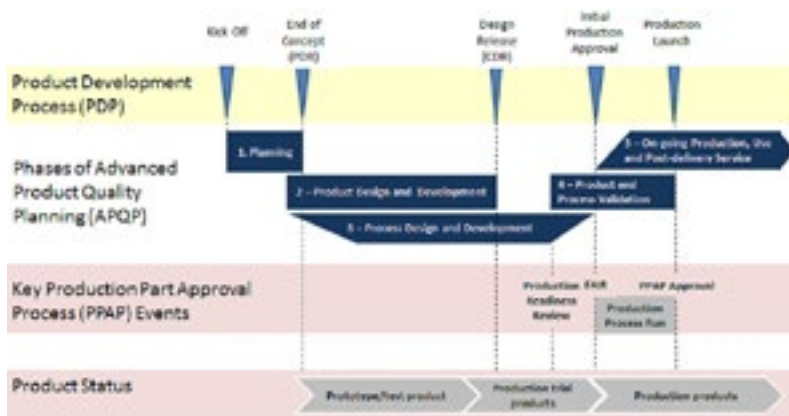 Kick Off
End of
Concept
(PDR)
Design
Release
(CDR)
Initial
Production
Approval
Production
Launch
Product Development
Process (PDP)
Phases of Advanced
Product Quality
Planning (APQP)
1. Planning
2 – Product Design and Development
3 – Process Design and Development
4 – Product and
Process Validation
5 – On-going Production, Use
and Post-delivery Service
Key Production Part Approval
Process (PPAP) Events
Production
Readiness
Review
FAIR
PPAP Approval
Production
Process Run
Product Status
Prototype/test product
Production trial
products
Production products